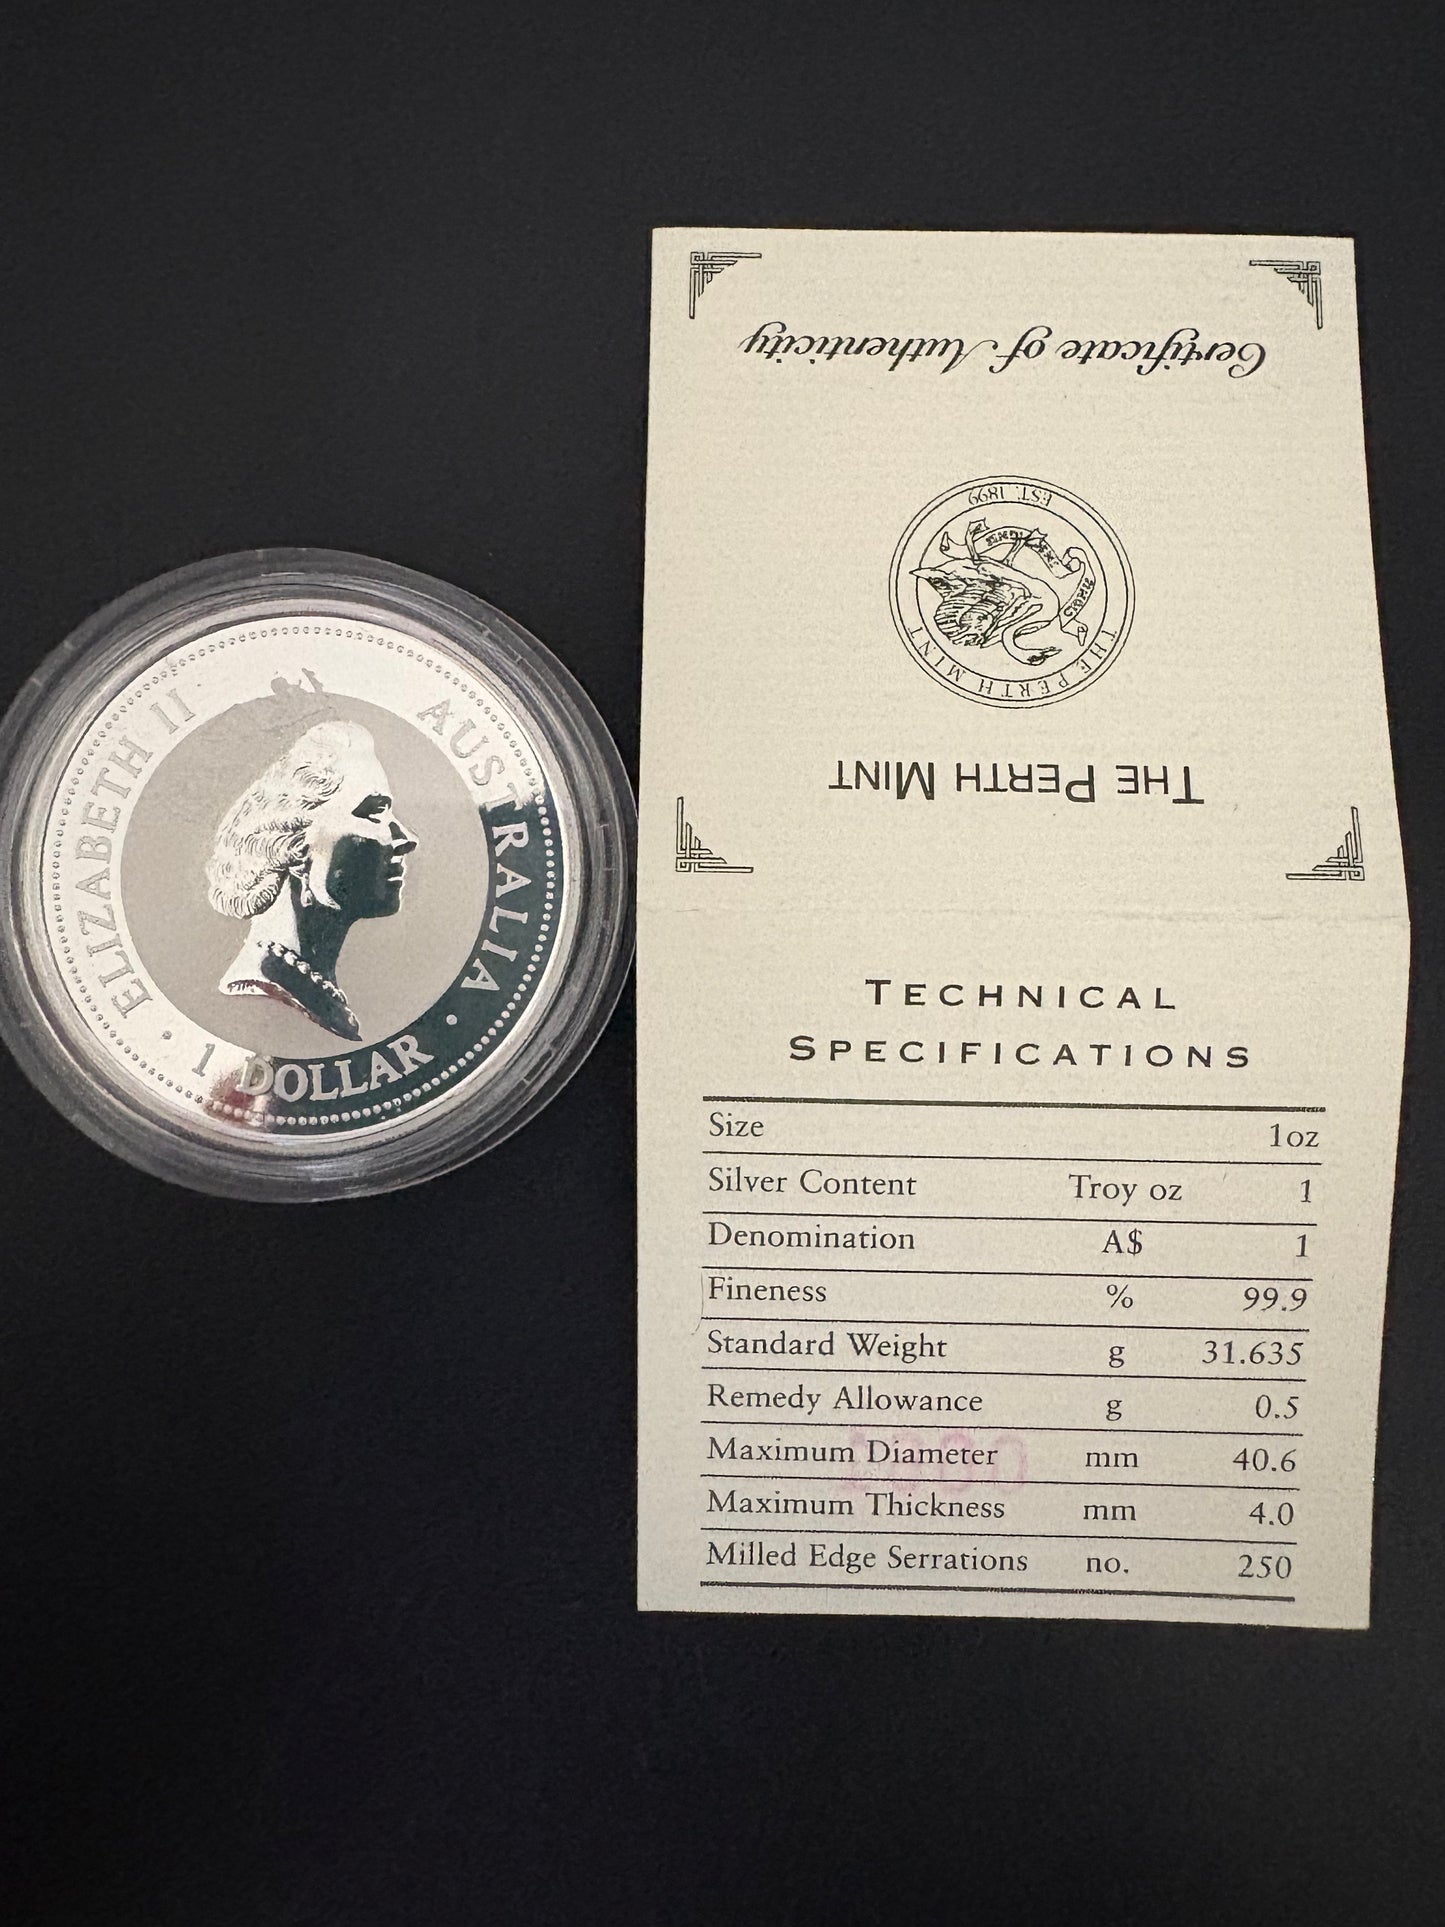 ELIZABETH II
AUSTRALIA
1 DOLLAR
Certificate of Authenticity
EST. 1899
THE PERTH MINT
THE PERTH MINT
TECHNICAL
SPECIFICATIONS
Size 1oz
Silver Content Troy oz 1
Denomination A$ 1
Fineness % 99.9
Standard Weight g 31.635
Remedy Allowance g 0.5
Maximum Diameter mm 40.6
Maximum Thickness mm 4.0
Milled Edge Serrations no. 250